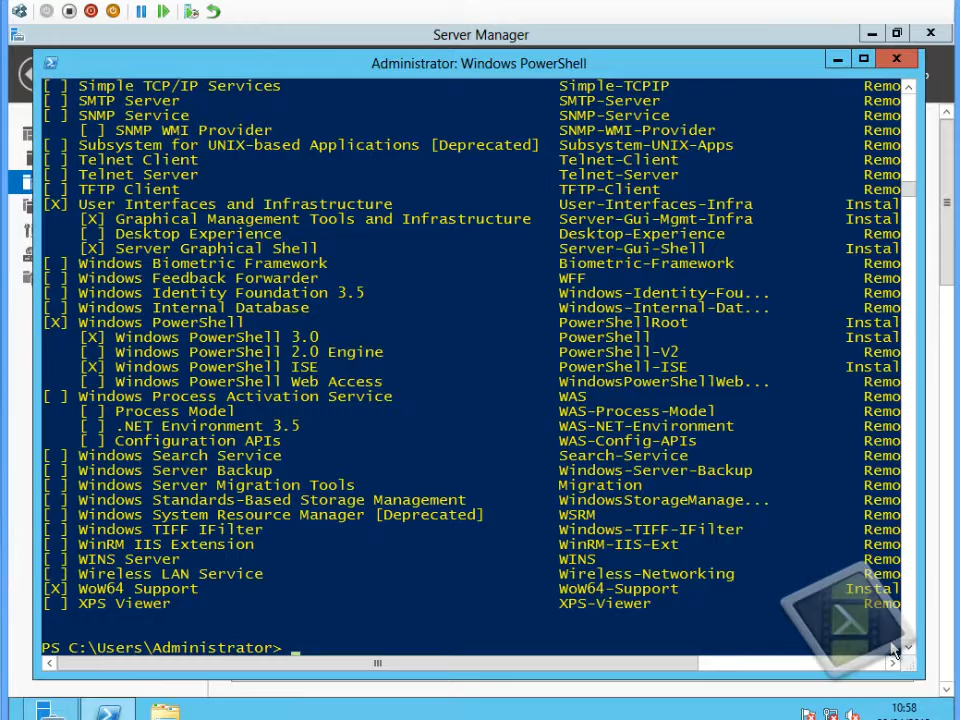 Server Manager
Administrator: Windows PowerShell
[ ] Simple TCP/IP Services Simple-TCPIP Remo
[ ] SMTP Server SMTP-Server Remo
[ ] SNMP Service SNMP-Service Remo
[ ] SNMP WMI Provider SNMP-WMI-Provider Remo
[ ] Subsystem for UNIX-based Applications [Deprecated] Subsystem-UNIX-Apps Remo
[ ] Telnet Client Telnet-Client Remo
[ ] Telnet Server Telnet-Server Remo
[ ] TFTP Client TFTP-Client Remo
[X] User Interfaces and Infrastructure User-Interfaces-Infra Instal
[X] Graphical Management Tools and Infrastructure Server-Gui-Mgmt-Infra Instal
[ ] Desktop Experience Desktop-Experience Remo
[X] Server Graphical Shell Server-Gui-Shell Instal
[ ] Windows Biometric Framework Biometric-Framework Remo
[ ] Windows Feedback Forwarder WFF Remo
[ ] Windows Identity Foundation 3.5 Windows-Identity-Fou... Remo
[ ] Windows Internal Database Windows-Internal-Dat... Remo
[X] Windows PowerShell PowerShellRoot Instal
[X] Windows PowerShell 3.0 PowerShell Instal
[ ] Windows PowerShell 2.0 Engine PowerShell-V2 Remo
[X] Windows PowerShell ISE PowerShell-ISE Instal
[ ] Windows PowerShell Web Access WindowsPowerShellWeb... Remo
[ ] Windows Process Activation Service WAS Remo
[ ] Process Model WAS-Process-Model Remo
[ ] .NET Environment 3.5 WAS-NET-Environment Remo
[ ] Configuration APIs WAS-Config-APIs Remo
[ ] Windows Search Service Search-Service Remo
[ ] Windows Server Backup Windows-Server-Backup Remo
[ ] Windows Server Migration Tools Migration Remo
[ ] Windows Standards-Based Storage Management WindowsStorageManage... Remo
[ ] Windows System Resource Manager [Deprecated] WSRM Remo
[ ] Windows TIFF IFilter Windows-TIFF-IFilter Remo
[ ] WinRM IIS Extension WinRM-IIS-Ext Remo
[ ] WINS Server WINS Remo
[ ] Wireless LAN Service Wireless-Networking Remo
[X] WoW64 Support WoW64-Support Instal
[ ] XPS Viewer XPS-Viewer Remo
PS C:\Users\Administrator> _
10:58